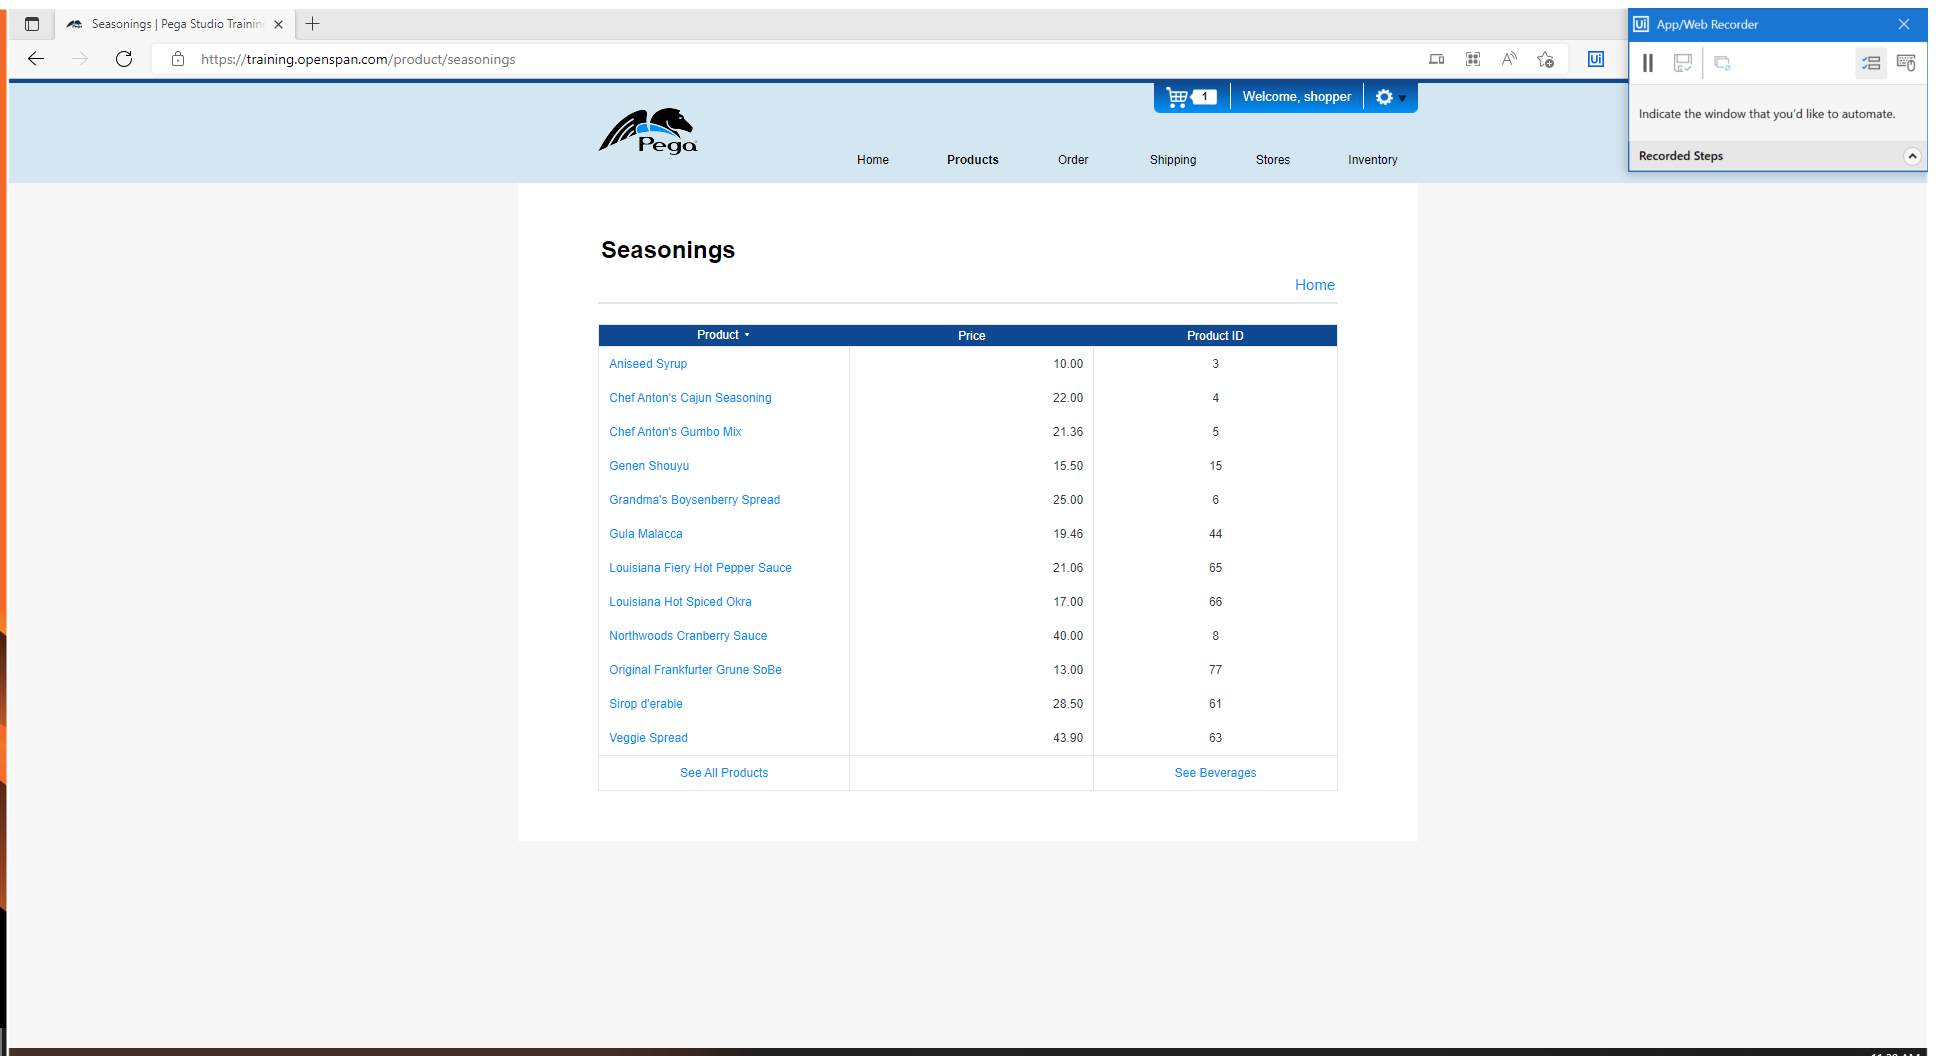 Seasonings | Pega Studio Training
App/Web Recorder
https://training.openspan.com/product/seasonings
1 Welcome, shopper
Indicate the window that you'd like to automate.
Pega
Home Products Order Shipping Stores Inventory
Recorded Steps
Seasonings
Home
Product Price Product ID
Aniseed Syrup 10.00 3
Chef Anton's Cajun Seasoning 22.00 4
Chef Anton's Gumbo Mix 21.36 5
Genen Shouyu 15.50 15
Grandma's Boysenberry Spread 25.00 6
Gula Malacca 19.46 44
Louisiana Fiery Hot Pepper Sauce 21.06 65
Louisiana Hot Spiced Okra 17.00 66
Northwoods Cranberry Sauce 40.00 8
Original Frankfurter Grune SoBe 13.00 77
Sirop d'erable 28.50 61
Veggie Spread 43.90 63
See All Products See Beverages